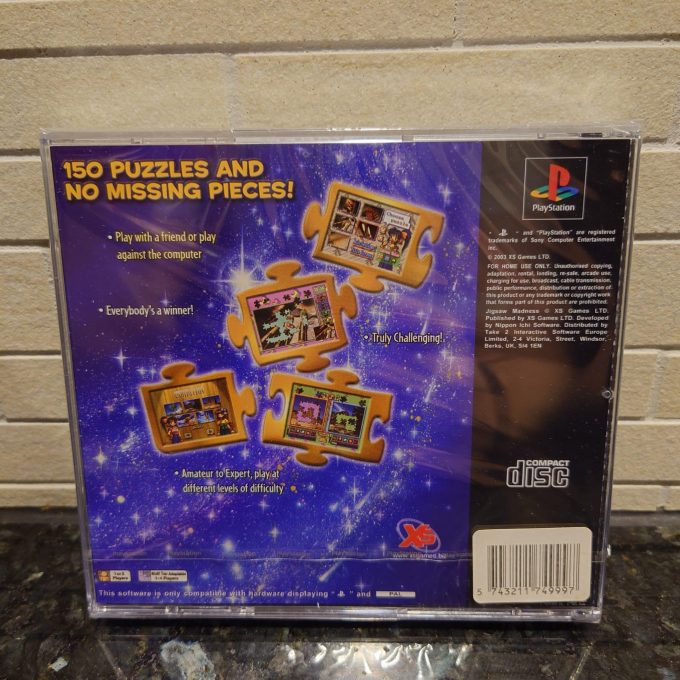 150 PUZZLES AND
NO MISSING PIECES!
• Play with a friend or play
against the computer
• Everybody's a winner!
• Truly Challenging!
• Amateur to Expert, play at
different levels of difficulty
PlayStation
" " and "PlayStation" are registered
trademarks of Sony Computer Entertainment
Inc.
© 2003 XS Games LTD.
FOR HOME USE ONLY. Unauthorised copying,
adaptation, rental, lending, re-sale, arcade use,
charging for use, broadcast, cable transmission,
public performance, distribution or extraction of
this product or any trademark or copyright work
that forms part of this product are prohibited.
Jigsaw Madness © XS Games LTD.
Published by XS Games LTD. Developed
by Nippon Ichi Software. Distributed by
Take 2 Interactive Software Europe
Limited, 2-4 Victoria, Street, Windsor,
Berks, UK, Sl4 1EN
COMPACT
disc
XS
1 or 2
Players
1-4 Players
This software is only compatible with hardware displaying " " and
PAL
5 743211 749997